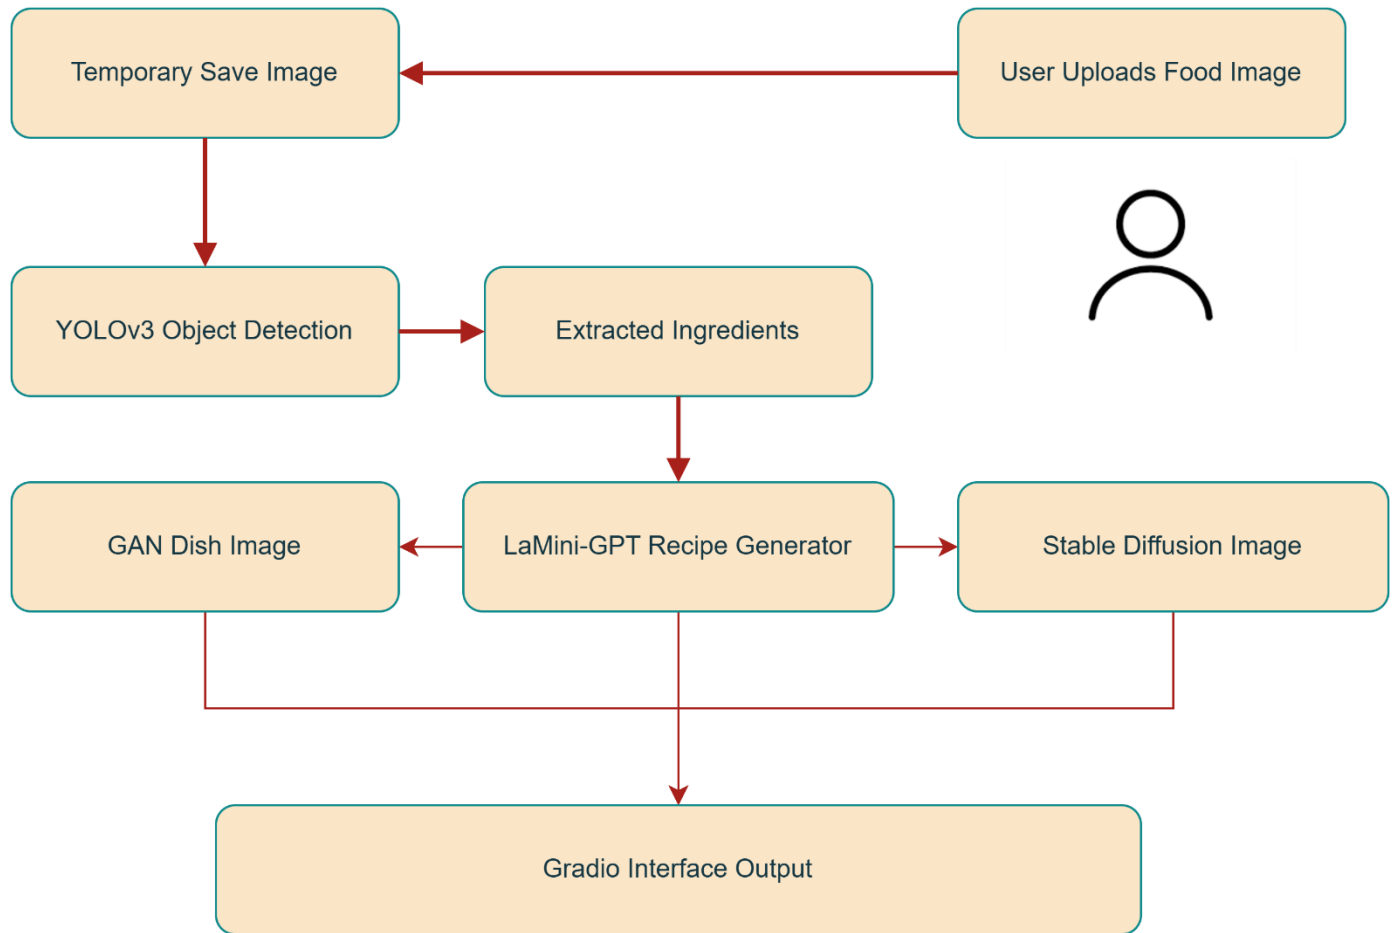 Temporary Save Image
User Uploads Food Image
YOLOv3 Object Detection
Extracted Ingredients
GAN Dish Image
LaMini-GPT Recipe Generator
Stable Diffusion Image
Gradio Interface Output